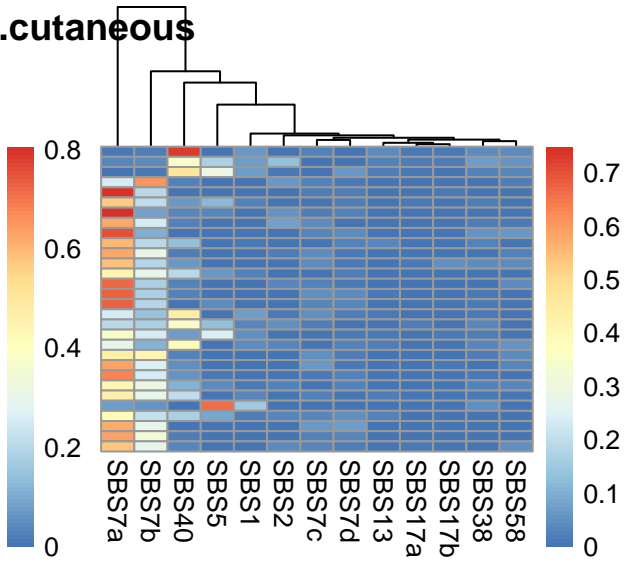 .cutaneous
0.8
0.6
0.4
0.2
0
0.7
0.6
0.5
0.4
0.3
0.2
0.1
0
SBS7a
SBS7b
SBS40
SBS5
SBS1
SBS2
SBS7c
SBS7d
SBS13
SBS17a
SBS17b
SBS38
SBS58